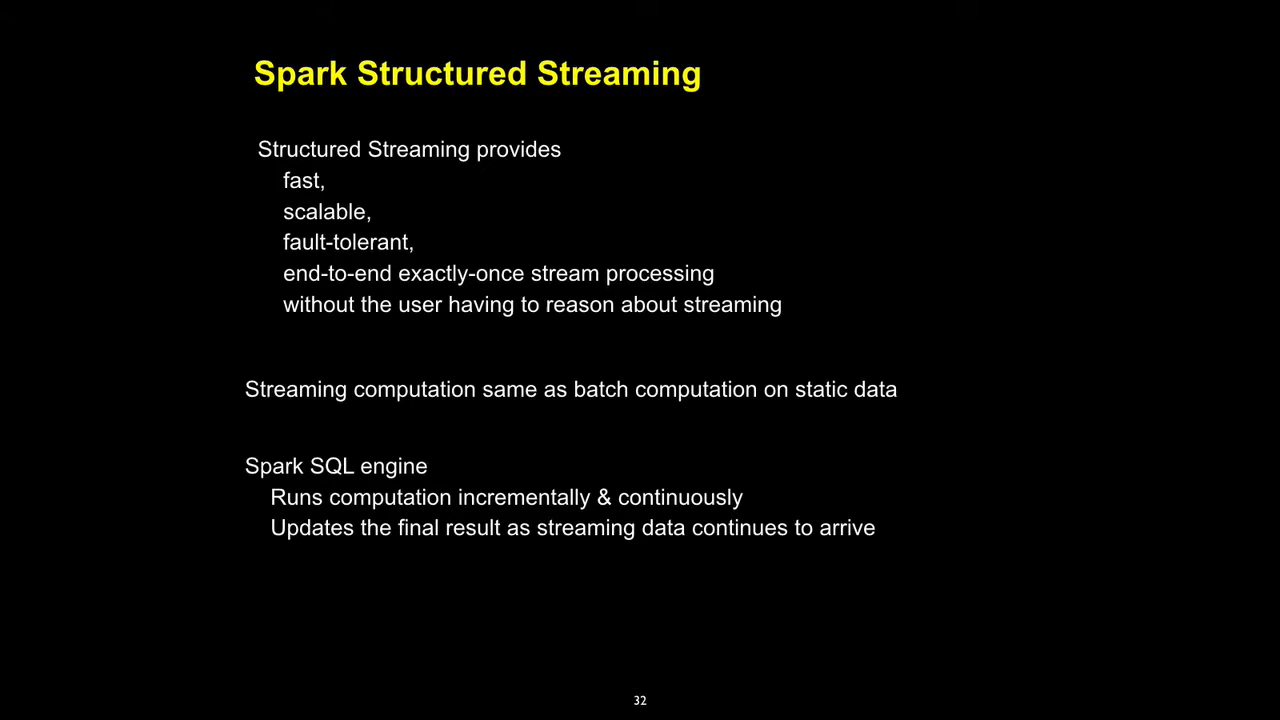 Spark Structured Streaming
Structured Streaming provides
fast,
scalable,
fault-tolerant,
end-to-end exactly-once stream processing
without the user having to reason about streaming
Streaming computation same as batch computation on static data
Spark SQL engine
Runs computation incrementally & continuously
Updates the final result as streaming data continues to arrive
32